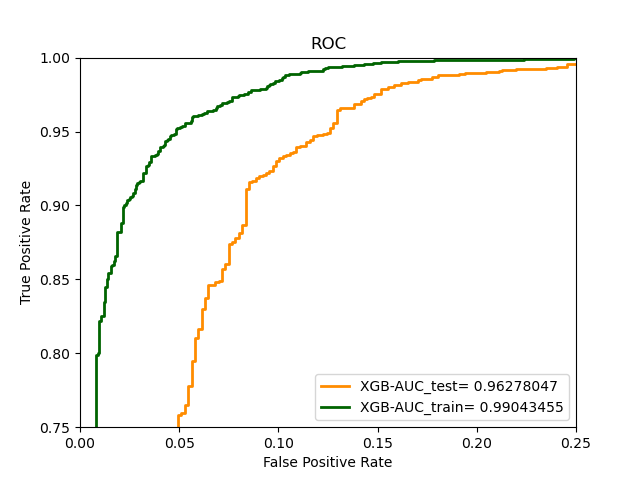 ROC
True Positive Rate
1.00
0.95
0.90
0.85
0.80
0.75
0.00
0.05
0.10
0.15
0.20
0.25
False Positive Rate
XGB-AUC_test= 0.96278047
XGB-AUC_train= 0.99043455